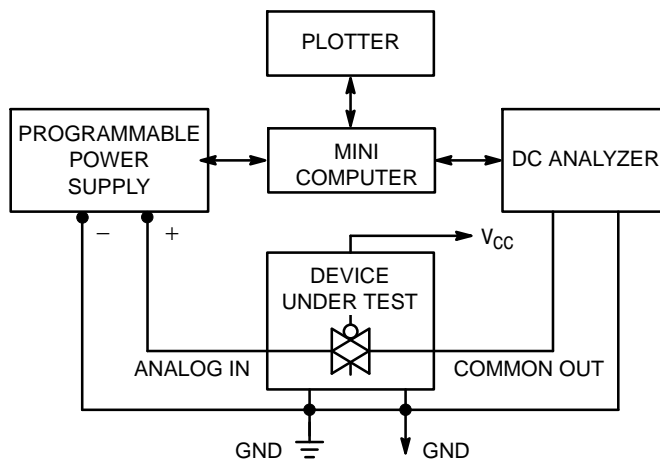 PLOTTER
PROGRAMMABLE
POWER
SUPPLY
MINI
COMPUTER
DC ANALYZER
− +
VCC
DEVICE
UNDER TEST
ANALOG IN
COMMON OUT
GND
GND